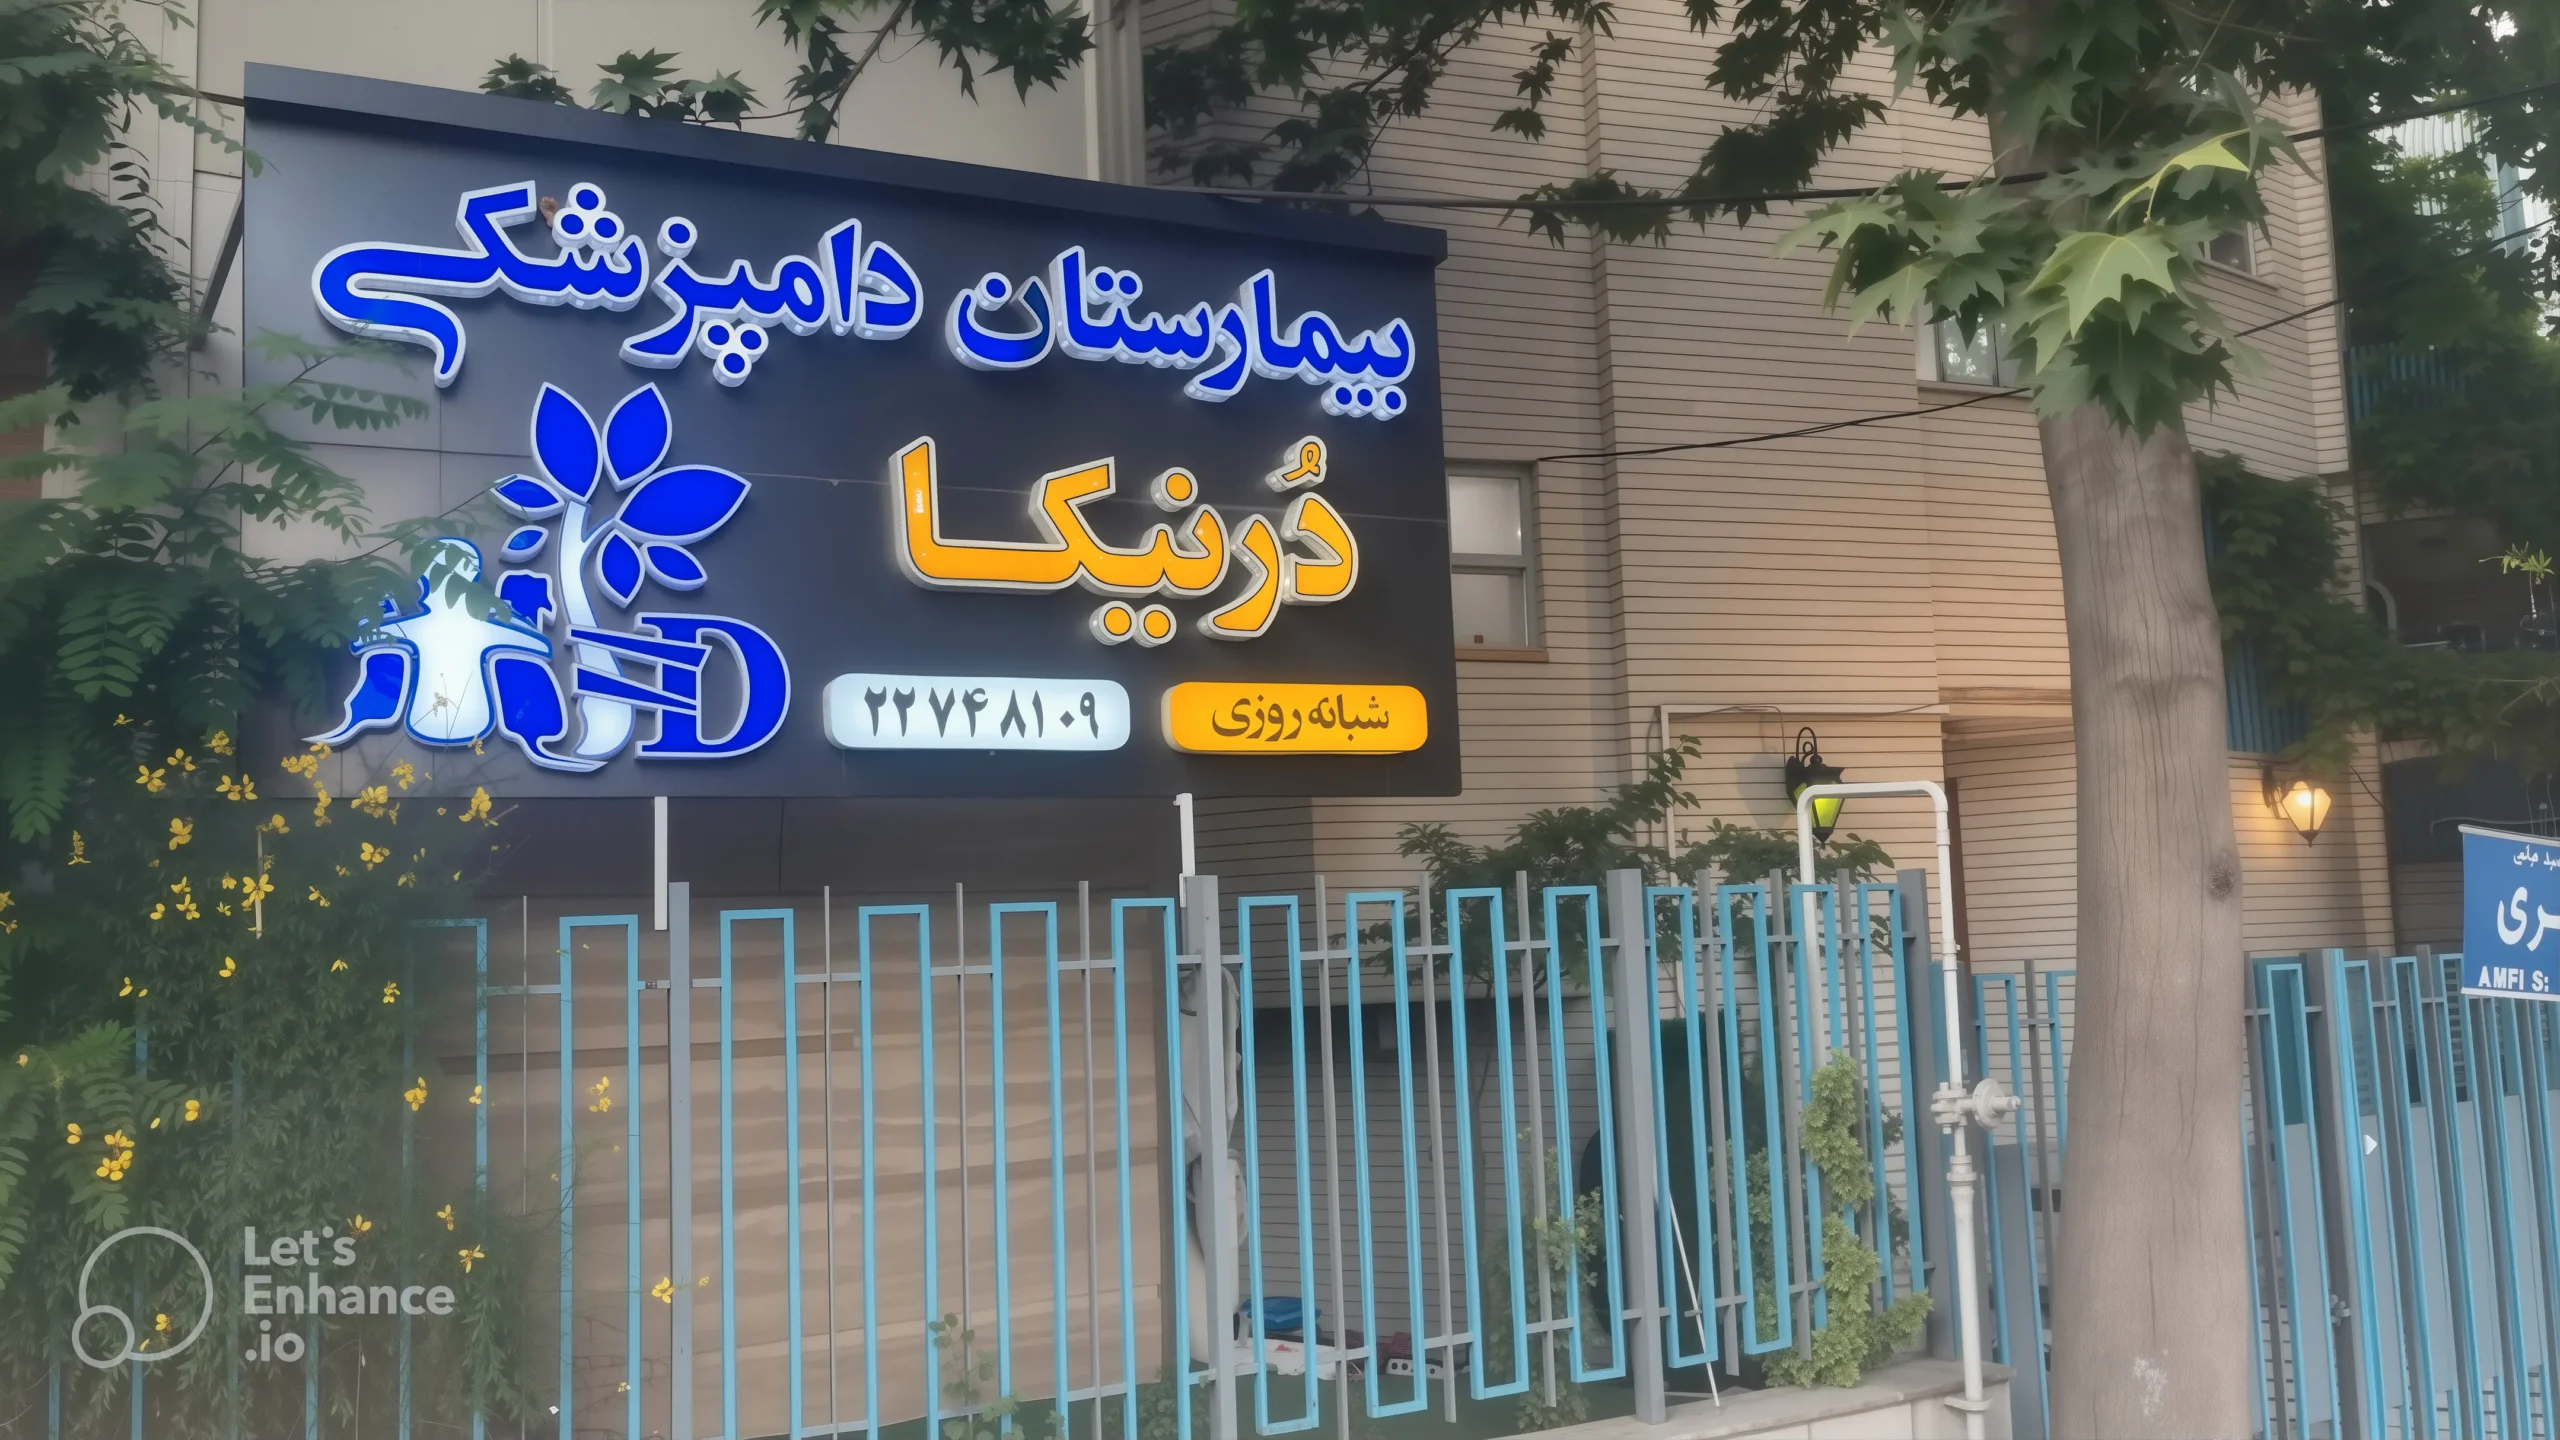 بیمارستان دامپزشکی
دُرنیکا
شبانه روزی
۲۲۷۴۸۱۰۹
D
AMFI S:
Let's
Enhance
.io